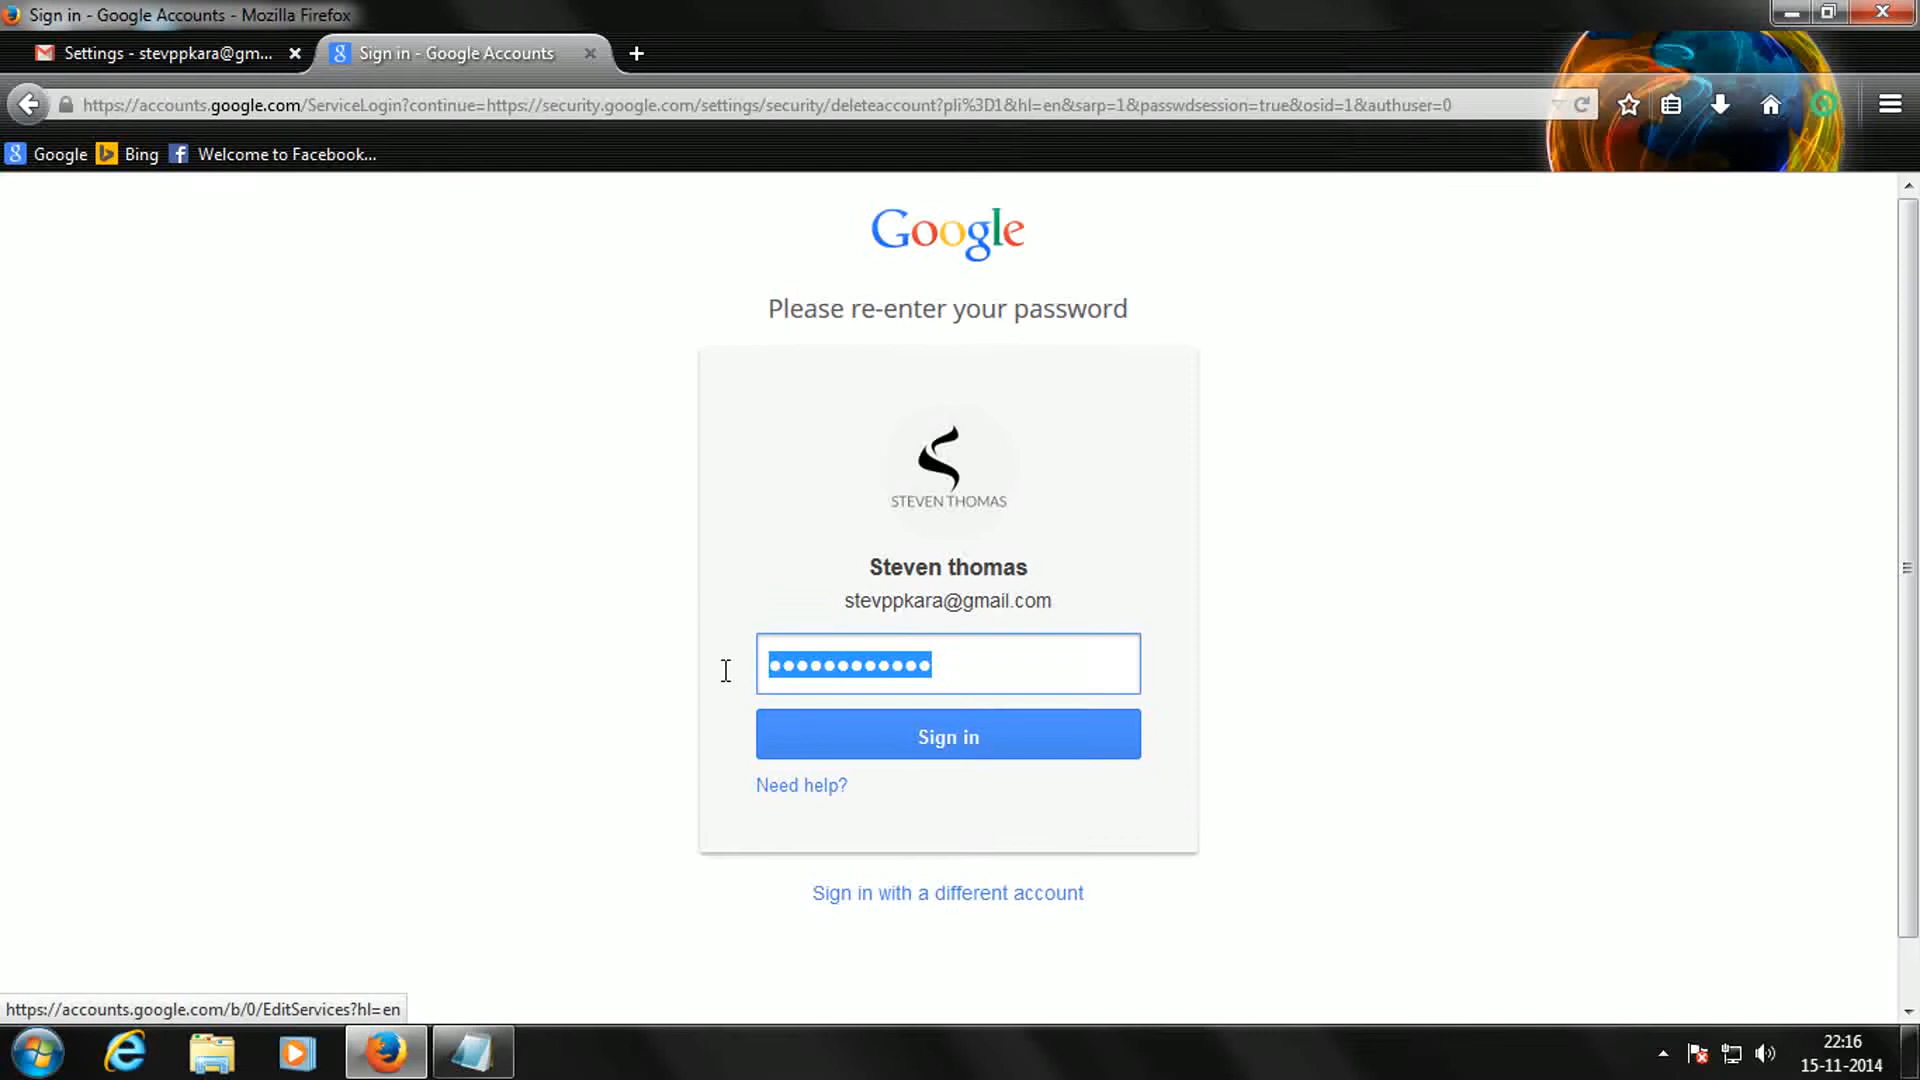 Sign in - Google Accounts - Mozilla Firefox
Settings - stevppkara@gm...
Sign in - Google Accounts
https://accounts.google.com/ServiceLogin?continue=https://security.google.com/settings/security/deleteaccount?pli%3D1&hl=en&sarp=1&passwdsession=true&osid=1&authuser=0
Google
Bing
Welcome to Facebook...
Google
Please re-enter your password
STEVEN THOMAS
Steven thomas
stevppkara@gmail.com
Sign in
Need help?
Sign in with a different account
https://accounts.google.com/b/0/EditServices?hl=en
22:16
15-11-2014